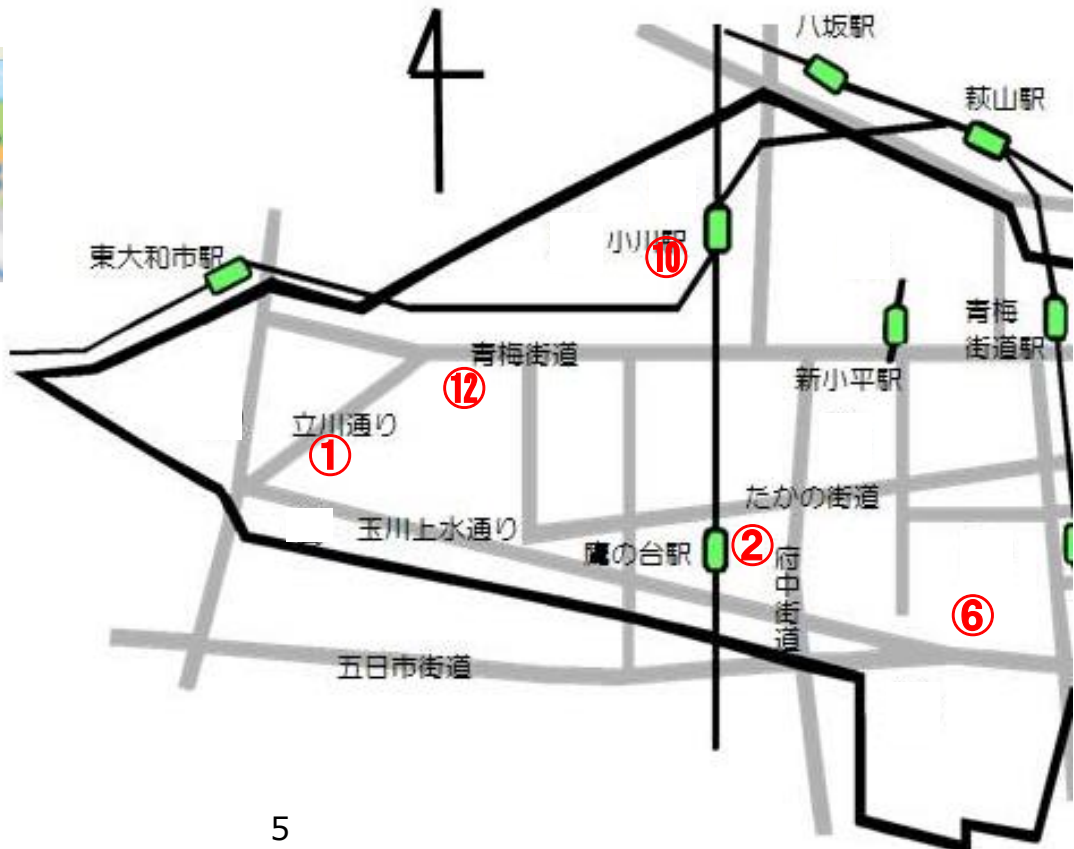 八坂駅
萩山駅
小川駅
⑩
東大和市駅
青梅
街道駅
青梅街道
新小平駅
⑫
立川通り
①
たかの街道
玉川上水通り
鷹の台駅
②
府中街道
⑥
五日市街道
5